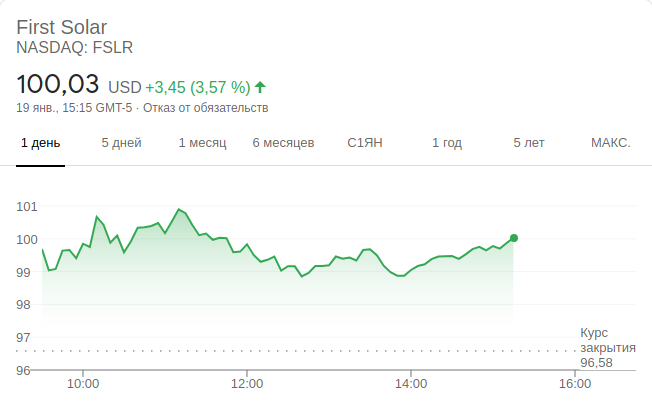 First Solar
NASDAQ: FSLR
100,03 USD +3,45 (3,57 %)
19 янв., 15:15 GMT-5 · Отказ от обязательств
1 день 5 дней 1 месяц 6 месяцев С1ЯН 1 год 5 лет МАКС.
101
100
99
98
97
Курс
закрытия
96,58
96
10:00 12:00 14:00 16:00